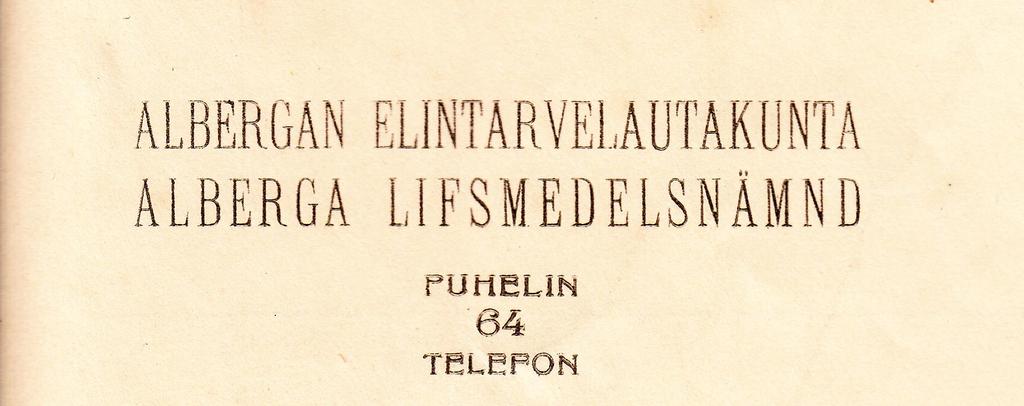 ALBERGAN ELINTARVELAUTAKUNTA
ALBERGA LIFSMEDELSNÄMND
PUHELIN
64
TELEFON